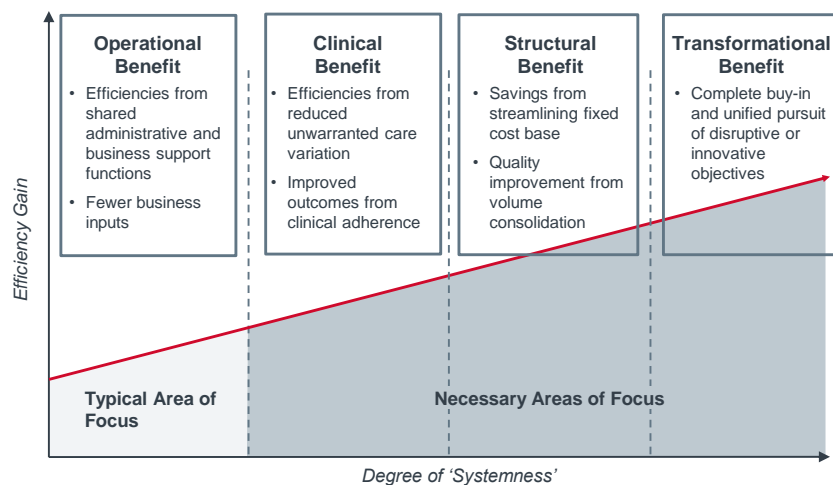 Operational
Benefit
• Efficiencies from
shared
administrative and
business support
functions
• Fewer business
inputs
Clinical
Benefit
• Efficiencies from
reduced
unwarranted care
variation
• Improved
outcomes from
clinical adherence
Structural
Benefit
• Savings from
streamlining fixed
cost base
• Quality
improvement from
volume
consolidation
Transformational
Benefit
• Complete buy-in
and unified pursuit
of disruptive or
innovative
objectives
Efficiency Gain
Typical Area of
Focus
Necessary Areas of Focus
Degree of ‘Systemness’